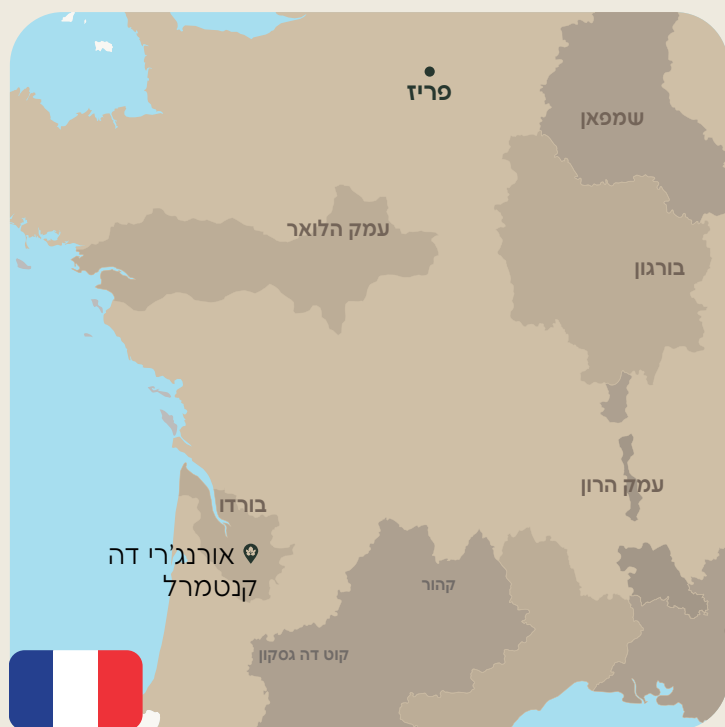 פריז
שמפאן
עמק הלואר
בורגון
עמק הרון
בורדו
אורנג'רי דה
קנטמרל
קהור
קוט דה גסקון